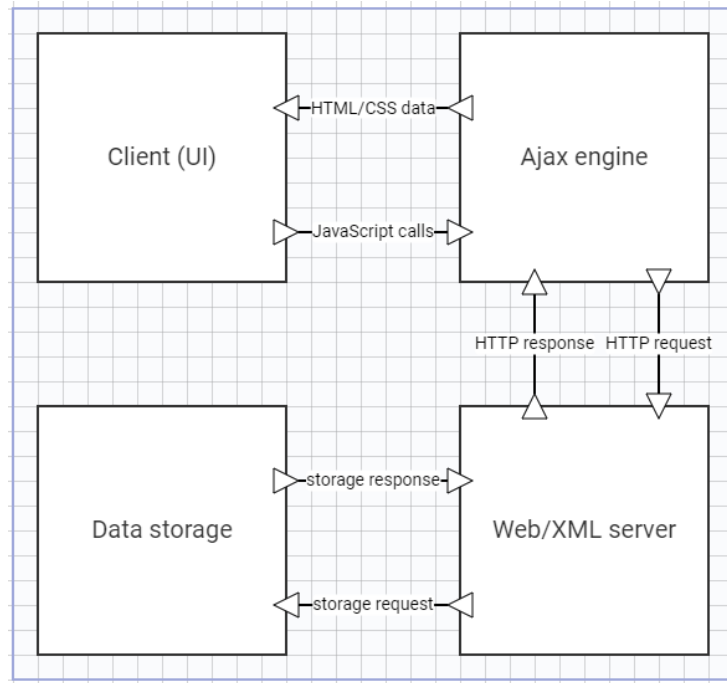 HTML/CSS data
Client (UI)
Ajax engine
JavaScript calls
HTTP response
HTTP request
storage response
Data storage
Web/XML server
storage request